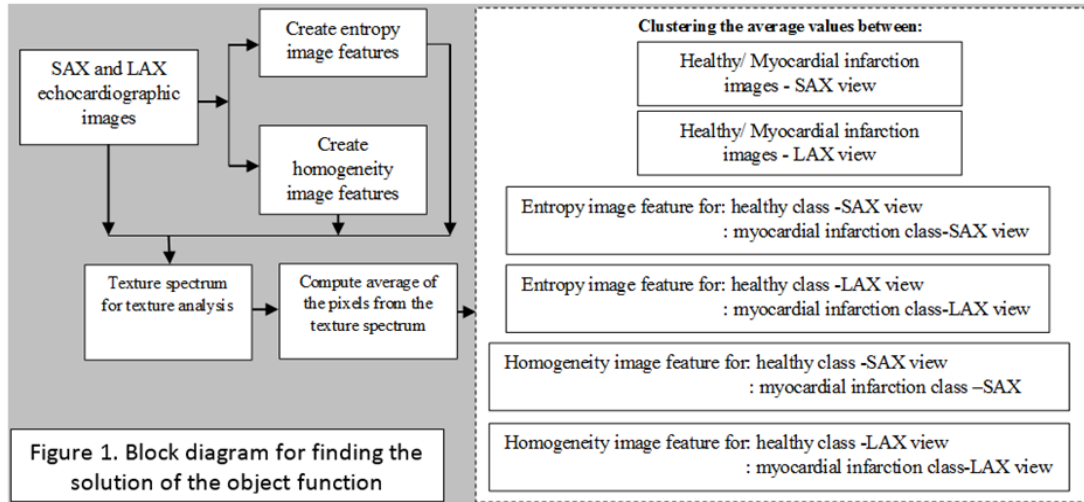 SAX and LAX
echocardiographic
images
Create entropy
image features
Create
homogeneity
image features
Texture spectrum
for texture analysis
Compute average of
the pixels from the
texture spectrum
Figure 1. Block diagram for finding the
solution of the object function
Clustering the average values between:
Healthy/ Myocardial infarction
images - SAX view
Healthy/ Myocardial infarction
images - LAX view
Entropy image feature for: healthy class -SAX view
: myocardial infarction class-SAX view
Entropy image feature for: healthy class -LAX view
: myocardial infarction class-LAX view
Homogeneity image feature for: healthy class -SAX view
: myocardial infarction class –SAX
Homogeneity image feature for: healthy class -LAX view
: myocardial infarction class-LAX view